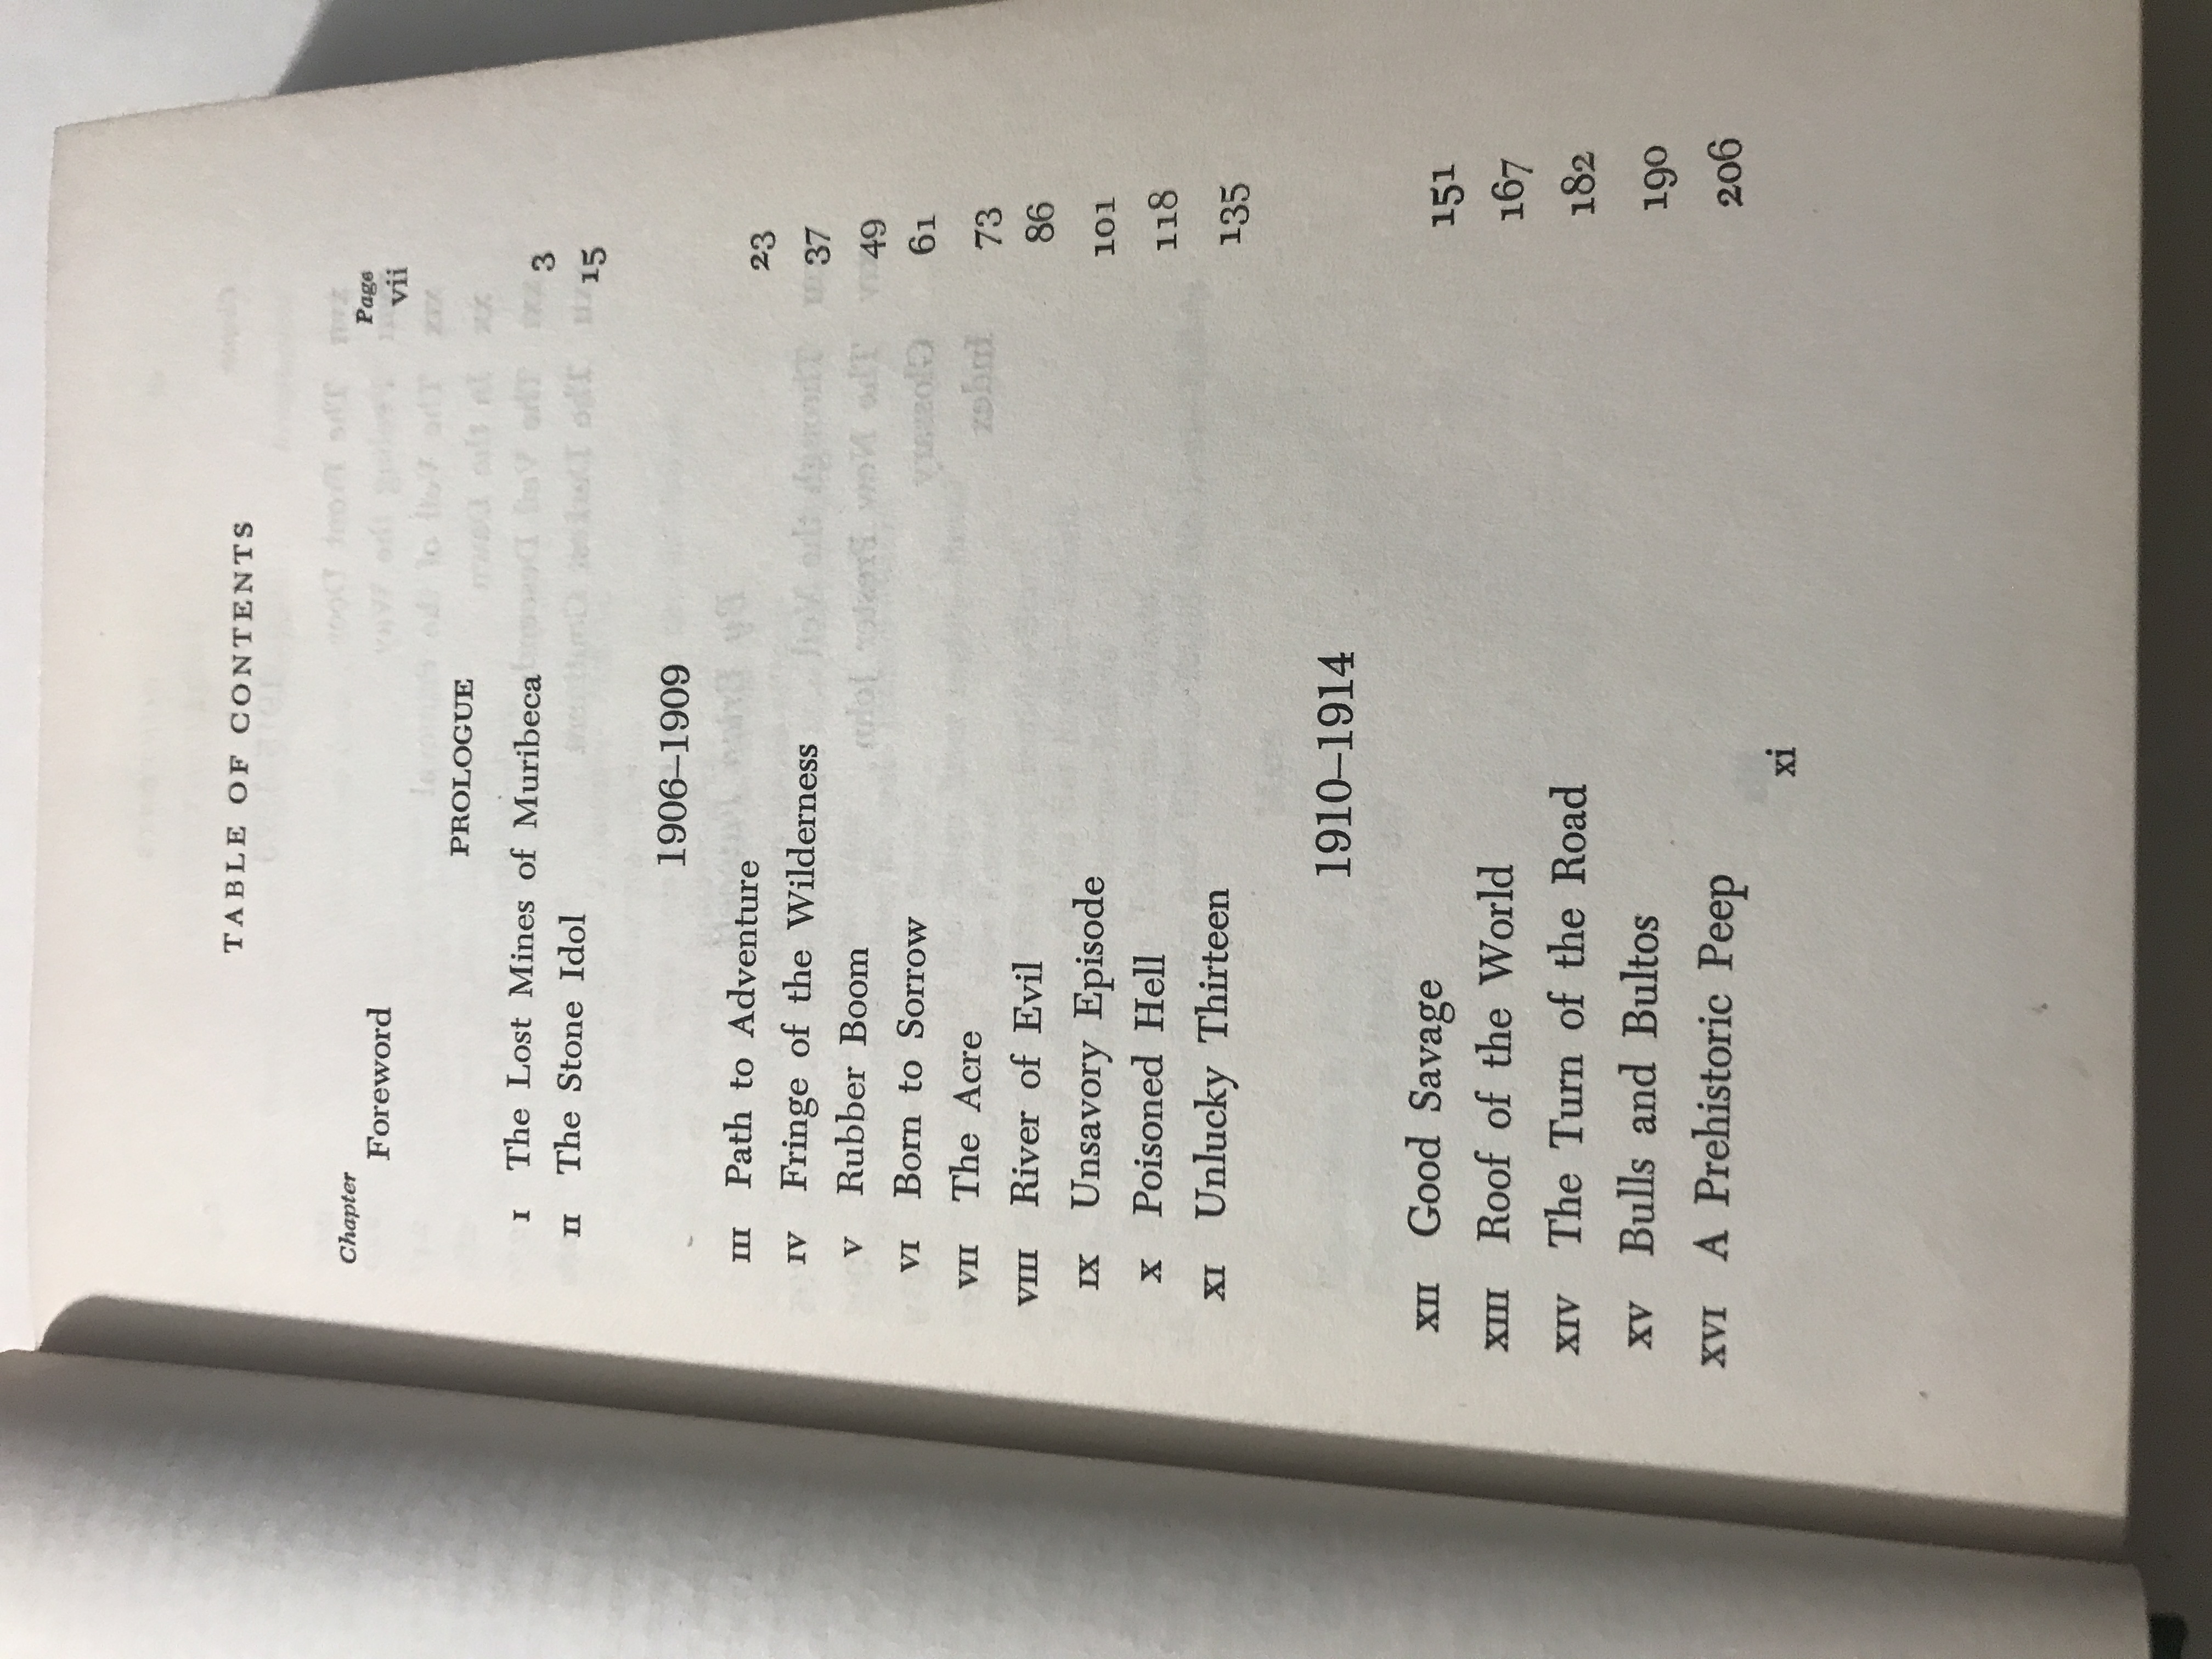 TABLE OF CONTENTS
Chapter Page
Foreword vii
PROLOGUE
I The Lost Mines of Muribeca 3
II The Stone Idol 15
1906–1909
III Path to Adventure 23
IV Fringe of the Wilderness 37
V Rubber Boom 49
VI Born to Sorrow 61
VII The Acre 73
VIII River of Evil 86
IX Unsavory Episode 101
X Poisoned Hell 118
XI Unlucky Thirteen 135
1910–1914
XII Good Savage 151
XIII Roof of the World 167
XIV The Turn of the Road 182
XV Bulls and Bultos 190
XVI A Prehistoric Peep 206
xi